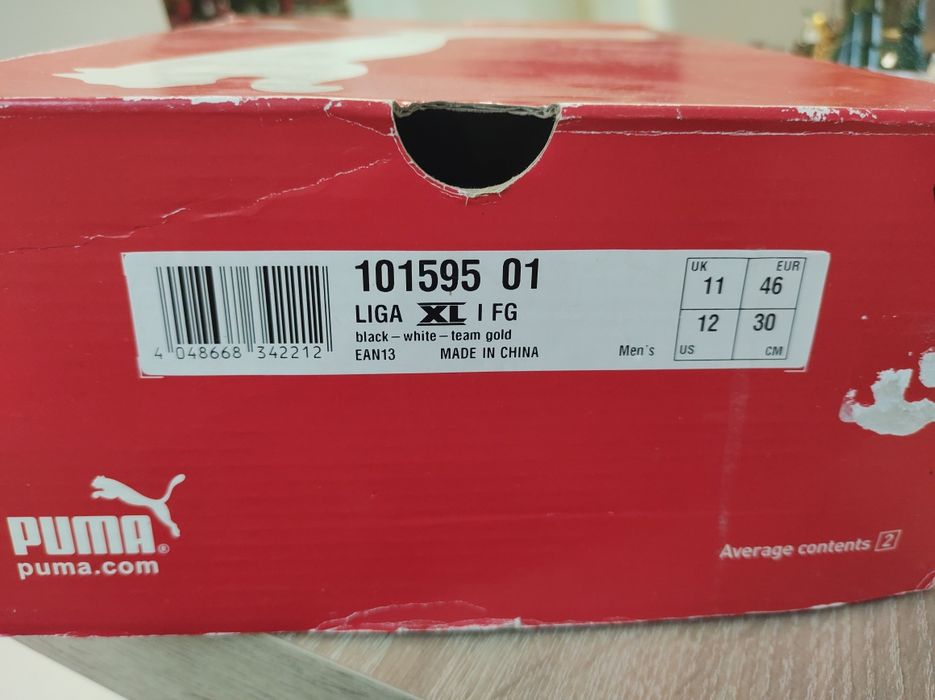 101595 01
LIGA XL I FG
black – white – team gold
EAN13 MADE IN CHINA
4 048668 342212
Men's
UK EUR
11 46
12 30
US CM
PUMA®
puma.com
Average contents 2